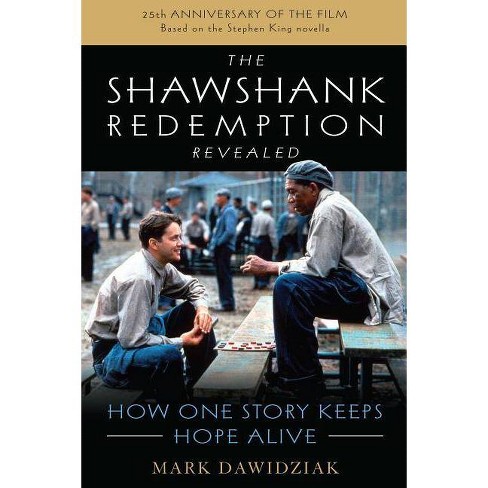 25th ANNIVERSARY OF THE FILM
Based on the Stephen King novella
THE
SHAWSHANK
REDEMPTION
REVEALED
HOW ONE STORY KEEPS
HOPE ALIVE
MARK DAWIDZIAK